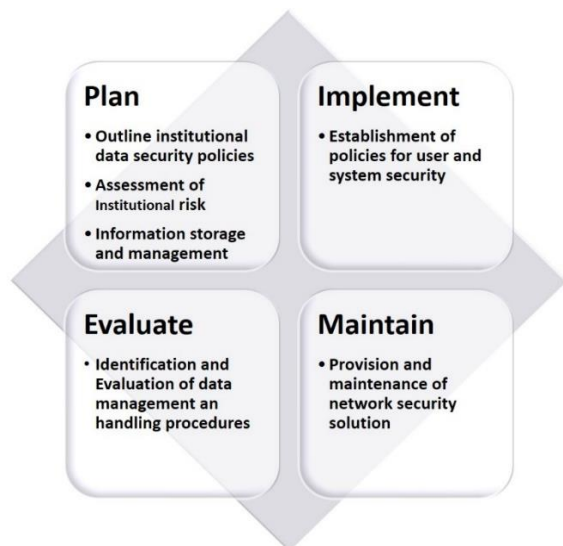 Plan
• Outline institutional
data security policies
• Assessment of
Institutional risk
• Information storage
and management
Implement
• Establishment of
policies for user and
system security
Evaluate
• Identification and
Evaluation of data
management an
handling procedures
Maintain
• Provision and
maintenance of
network security
solution